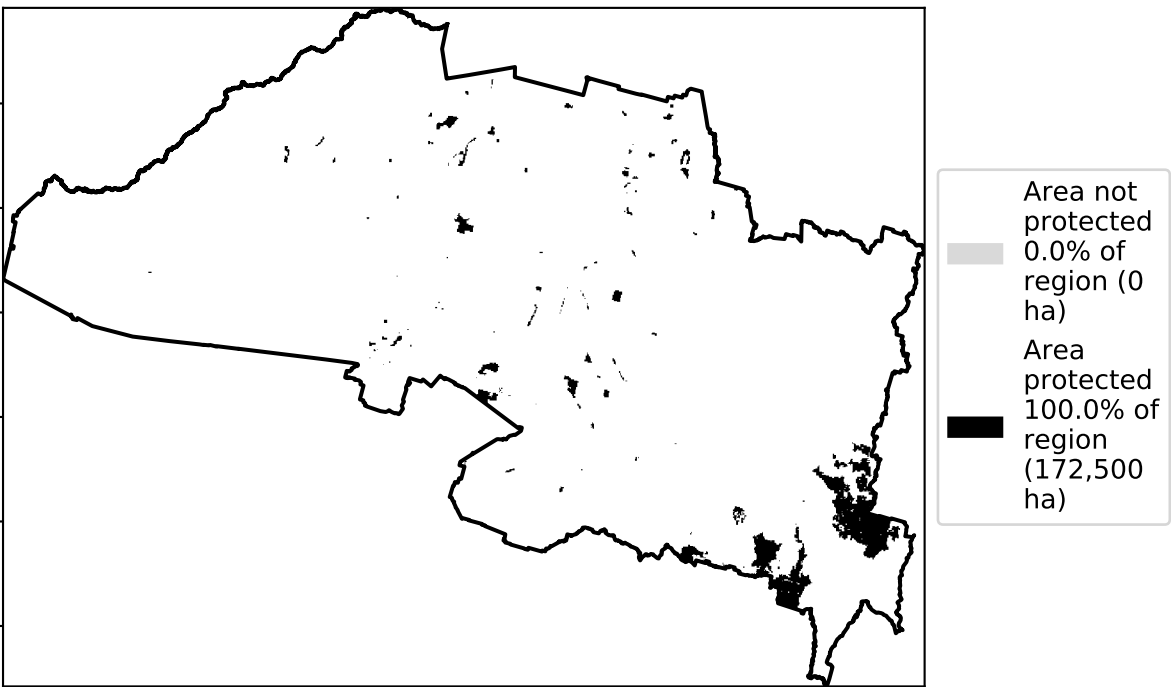 Area not
protected
0.0% of
region (0
ha)
Area
protected
100.0% of
region
(172,500
ha)